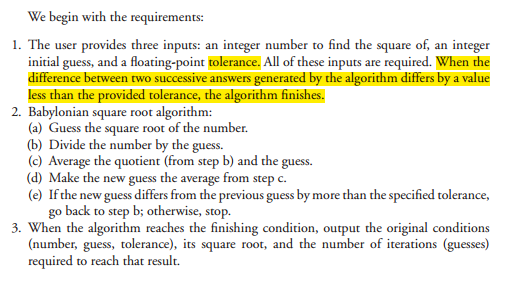 We begin with the requirements:
1. The user provides three inputs: an integer number to find the square of, an integer
initial guess, and a floating-point tolerance. All of these inputs are required. When the
difference between two successive answers generated by the algorithm differs by a value
less than the provided tolerance, the algorithm finishes.
2. Babylonian square root algorithm:
(a) Guess the square root of the number.
(b) Divide the number by the guess.
(c) Average the quotient (from step b) and the guess.
(d) Make the new guess the average from step c.
(e) If the new guess differs from the previous guess by more than the specified tolerance,
go back to step b; otherwise, stop.
3. When the algorithm reaches the finishing condition, output the original conditions
(number, guess, tolerance), its square root, and the number of iterations (guesses)
required to reach that result.